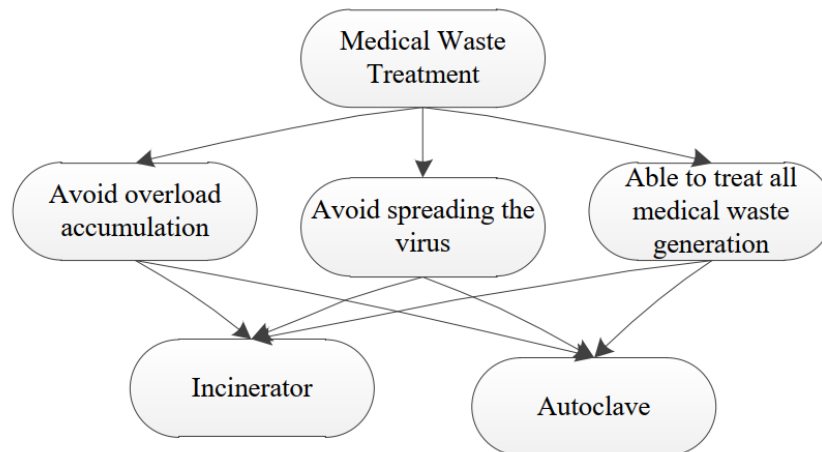 Medical Waste
Treatment
Avoid overload
accumulation
Avoid spreading the
virus
Able to treat all
medical waste
generation
Incinerator
Autoclave